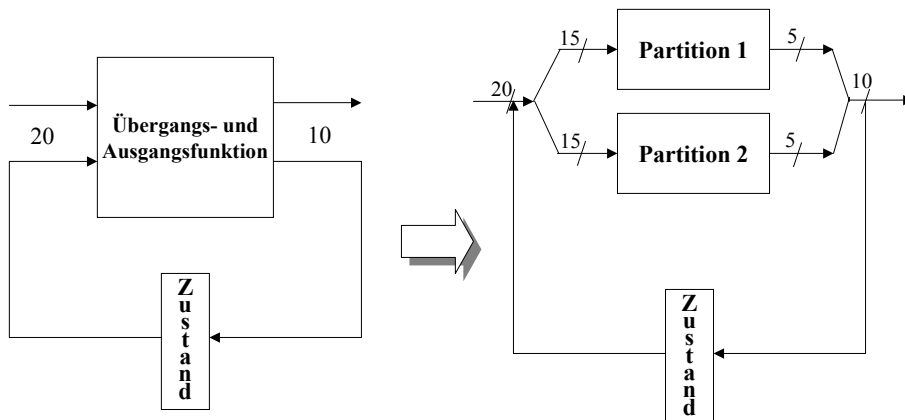 20
Übergangs- und
Ausgangsfunktion
10
Zustand
15
Partition 1
5
20
10
15
Partition 2
5
Zustand